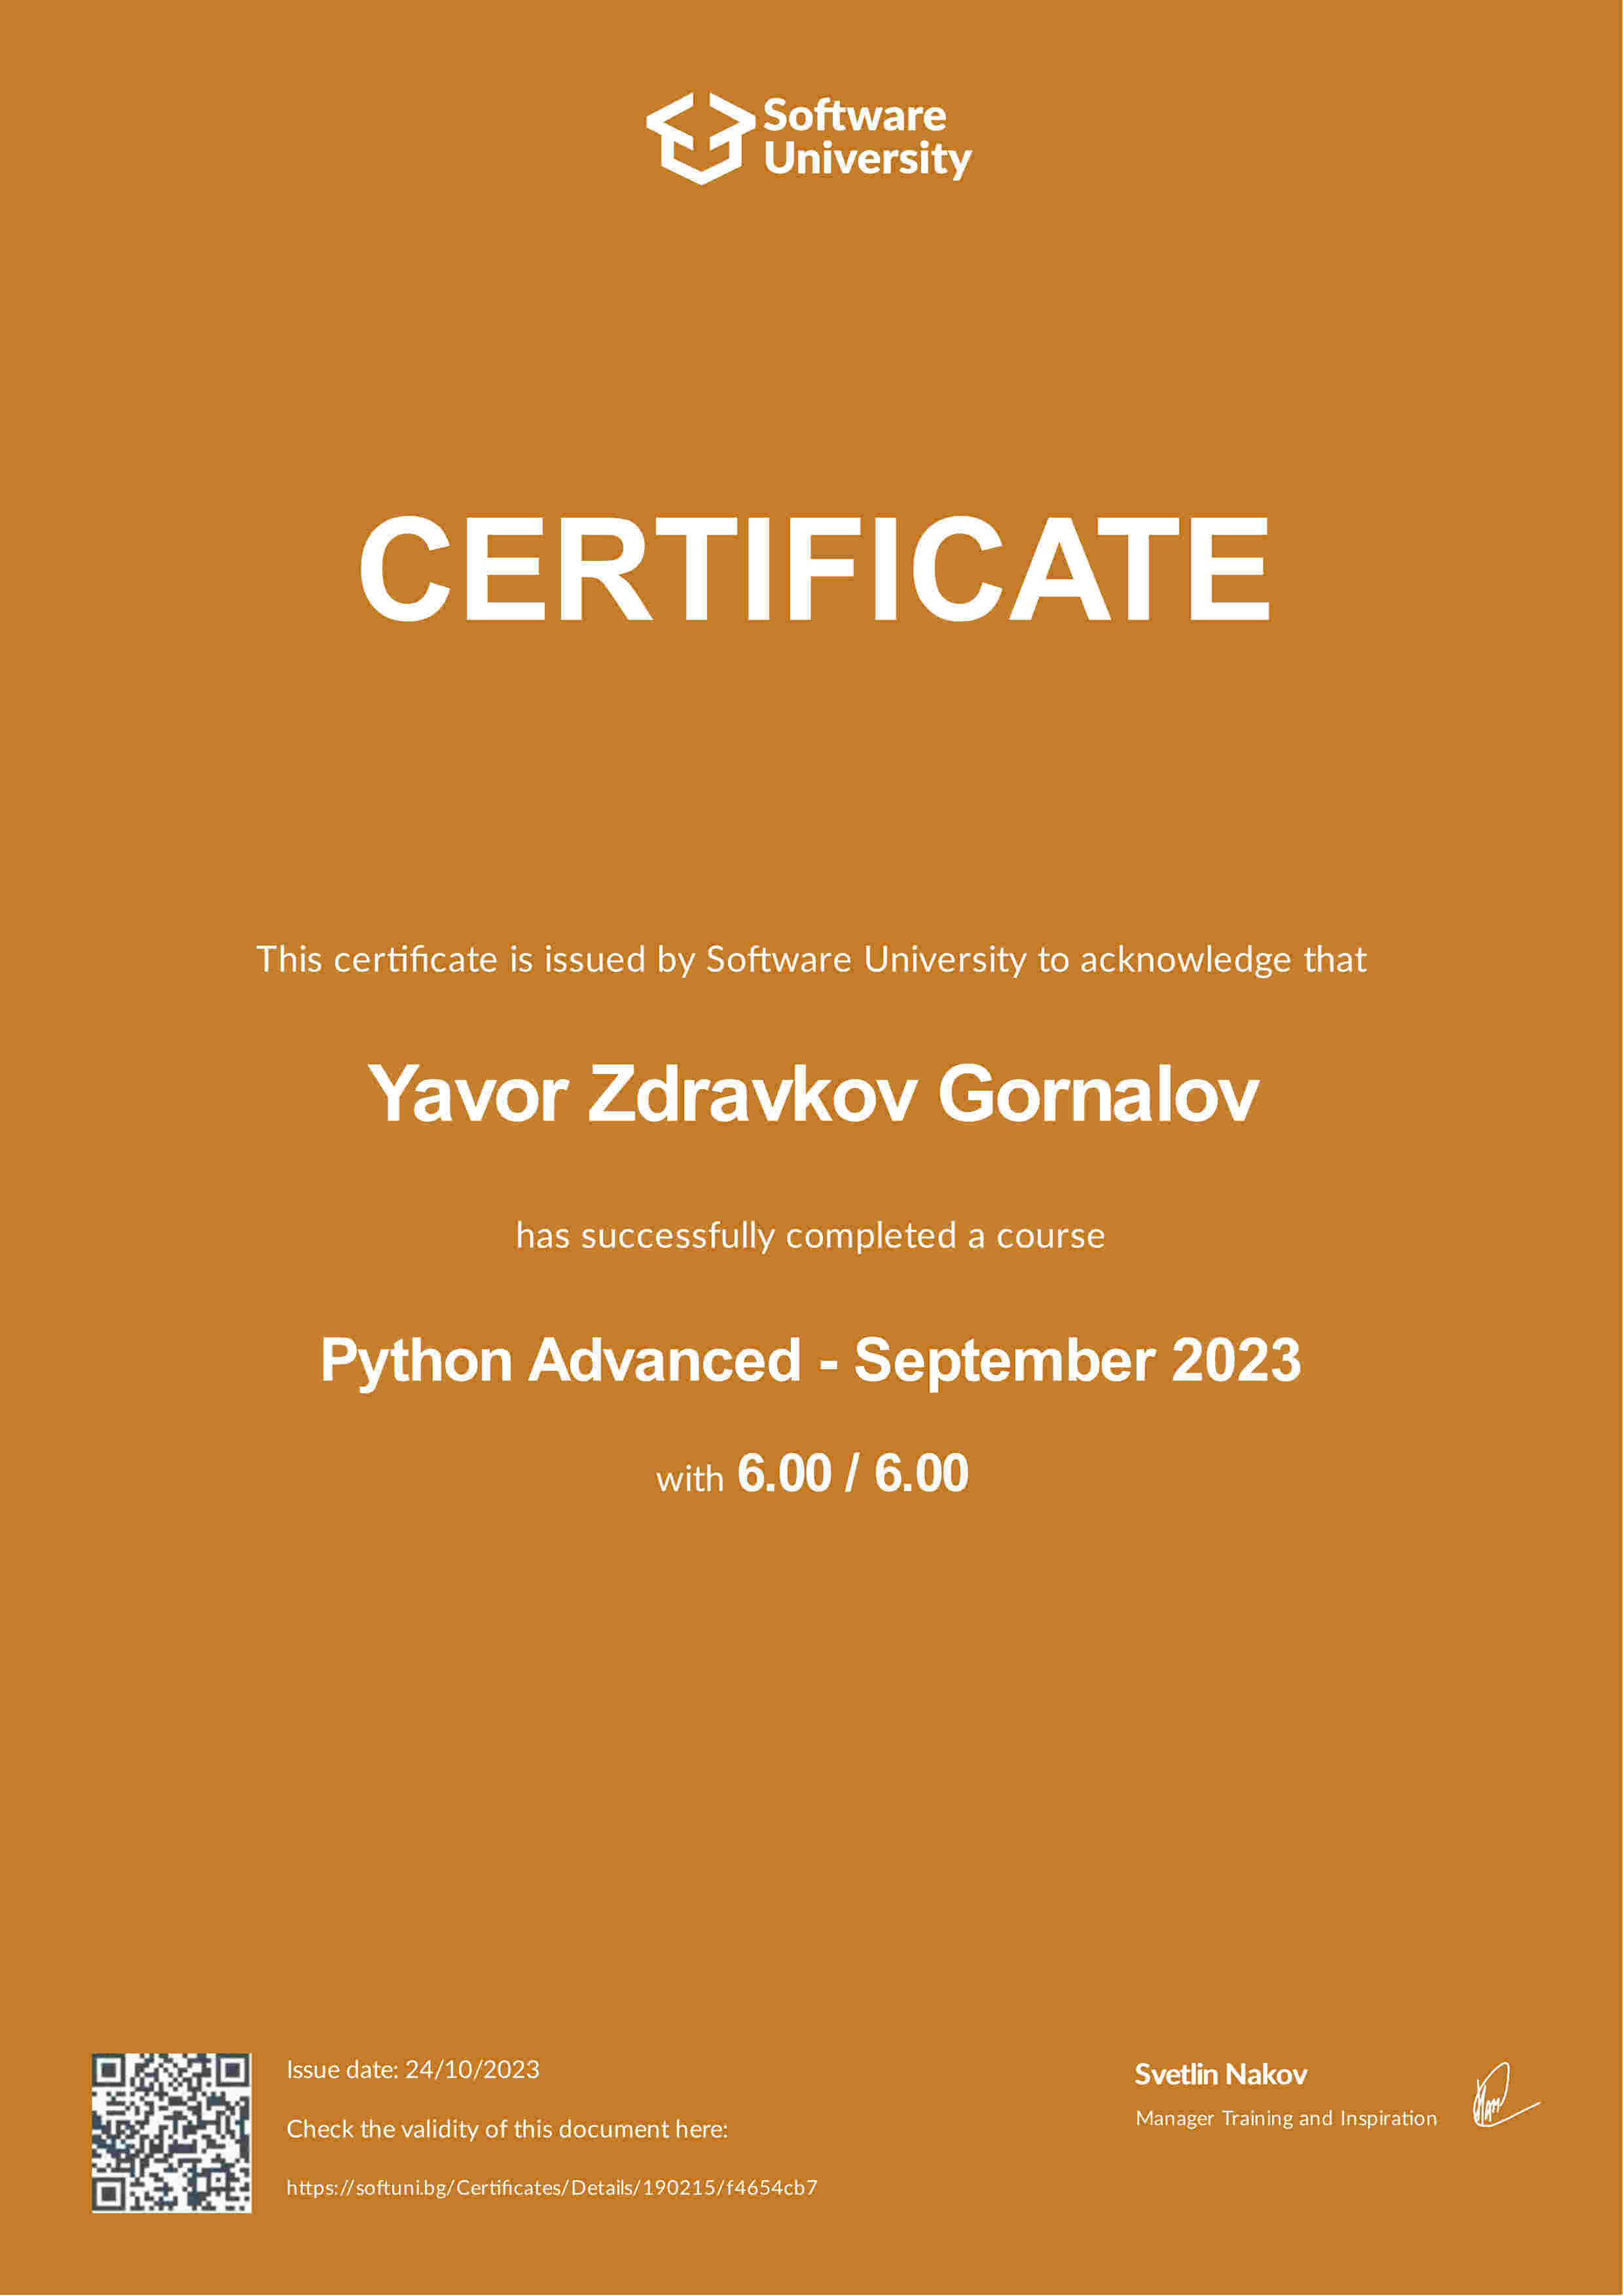 Software
University
CERTIFICATE
This certificate is issued by Software University to acknowledge that
Yavor Zdravkov Gornalov
has successfully completed a course
Python Advanced - September 2023
with 6.00 / 6.00
Issue date: 24/10/2023
Check the validity of this document here:
https://softuni.bg/Certificates/Details/190215/f4654cb7
Svetlin Nakov
Manager Training and Inspiration